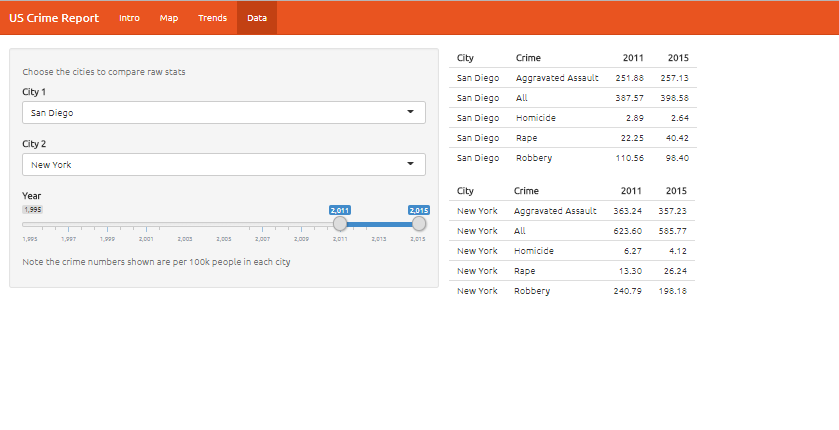 US Crime Report Intro Map Trends Data
Choose the cities to compare raw stats
City 1
San Diego
City 2
New York
Year
1,995 2,011 2,015
1,995 1,997 1,999 2,001 2,003 2,005 2,007 2,009 2,011 2,013 2,015
Note the crime numbers shown are per 100k people in each city
City Crime 2011 2015
San Diego Aggravated Assault 251.88 257.13
San Diego All 387.57 398.58
San Diego Homicide 2.89 2.64
San Diego Rape 22.25 40.42
San Diego Robbery 110.56 98.40
City Crime 2011 2015
New York Aggravated Assault 363.24 357.23
New York All 623.60 585.77
New York Homicide 6.27 4.12
New York Rape 13.30 26.24
New York Robbery 240.79 198.18